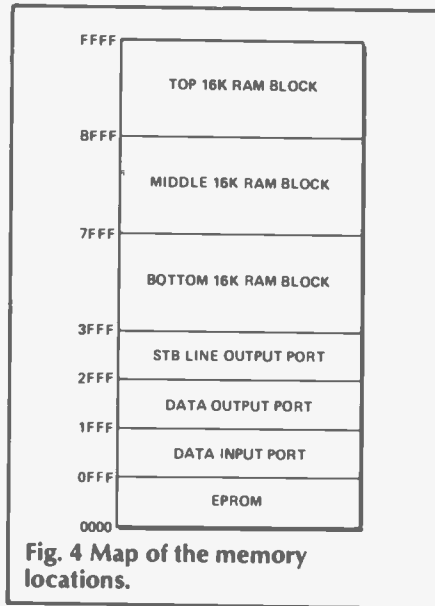 FFFF
TOP 16K RAM BLOCK
8FFF
MIDDLE 16K RAM BLOCK
7FFF
BOTTOM 16K RAM BLOCK
3FFF
STB LINE OUTPUT PORT
2FFF
DATA OUTPUT PORT
1FFF
DATA INPUT PORT
0FFF
EPROM
0000
Fig. 4 Map of the memory
locations.